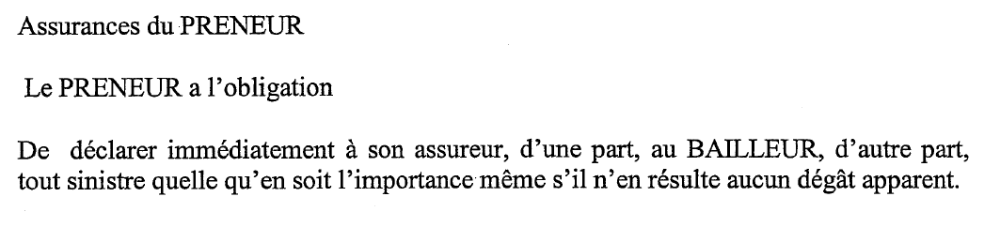 Assurances du PRENEUR
Le PRENEUR a l’obligation
De déclarer immédiatement à son assureur, d’une part, au BAILLEUR, d’autre part,
tout sinistre quelle qu’en soit l’importance même s’il n’en résulte aucun dégât apparent.